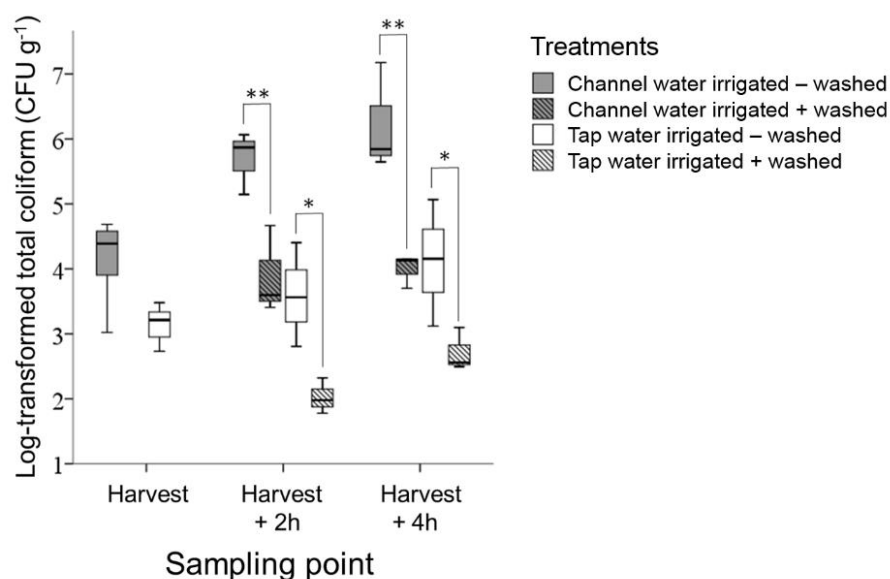 Log-transformed total coliform (CFU g⁻¹)
7
6
5
4
3
2
1
**
*
**
*
Harvest
Harvest
+ 2h
Harvest
+ 4h
Sampling point
Treatments
Channel water irrigated – washed
Channel water irrigated + washed
Tap water irrigated – washed
Tap water irrigated + washed